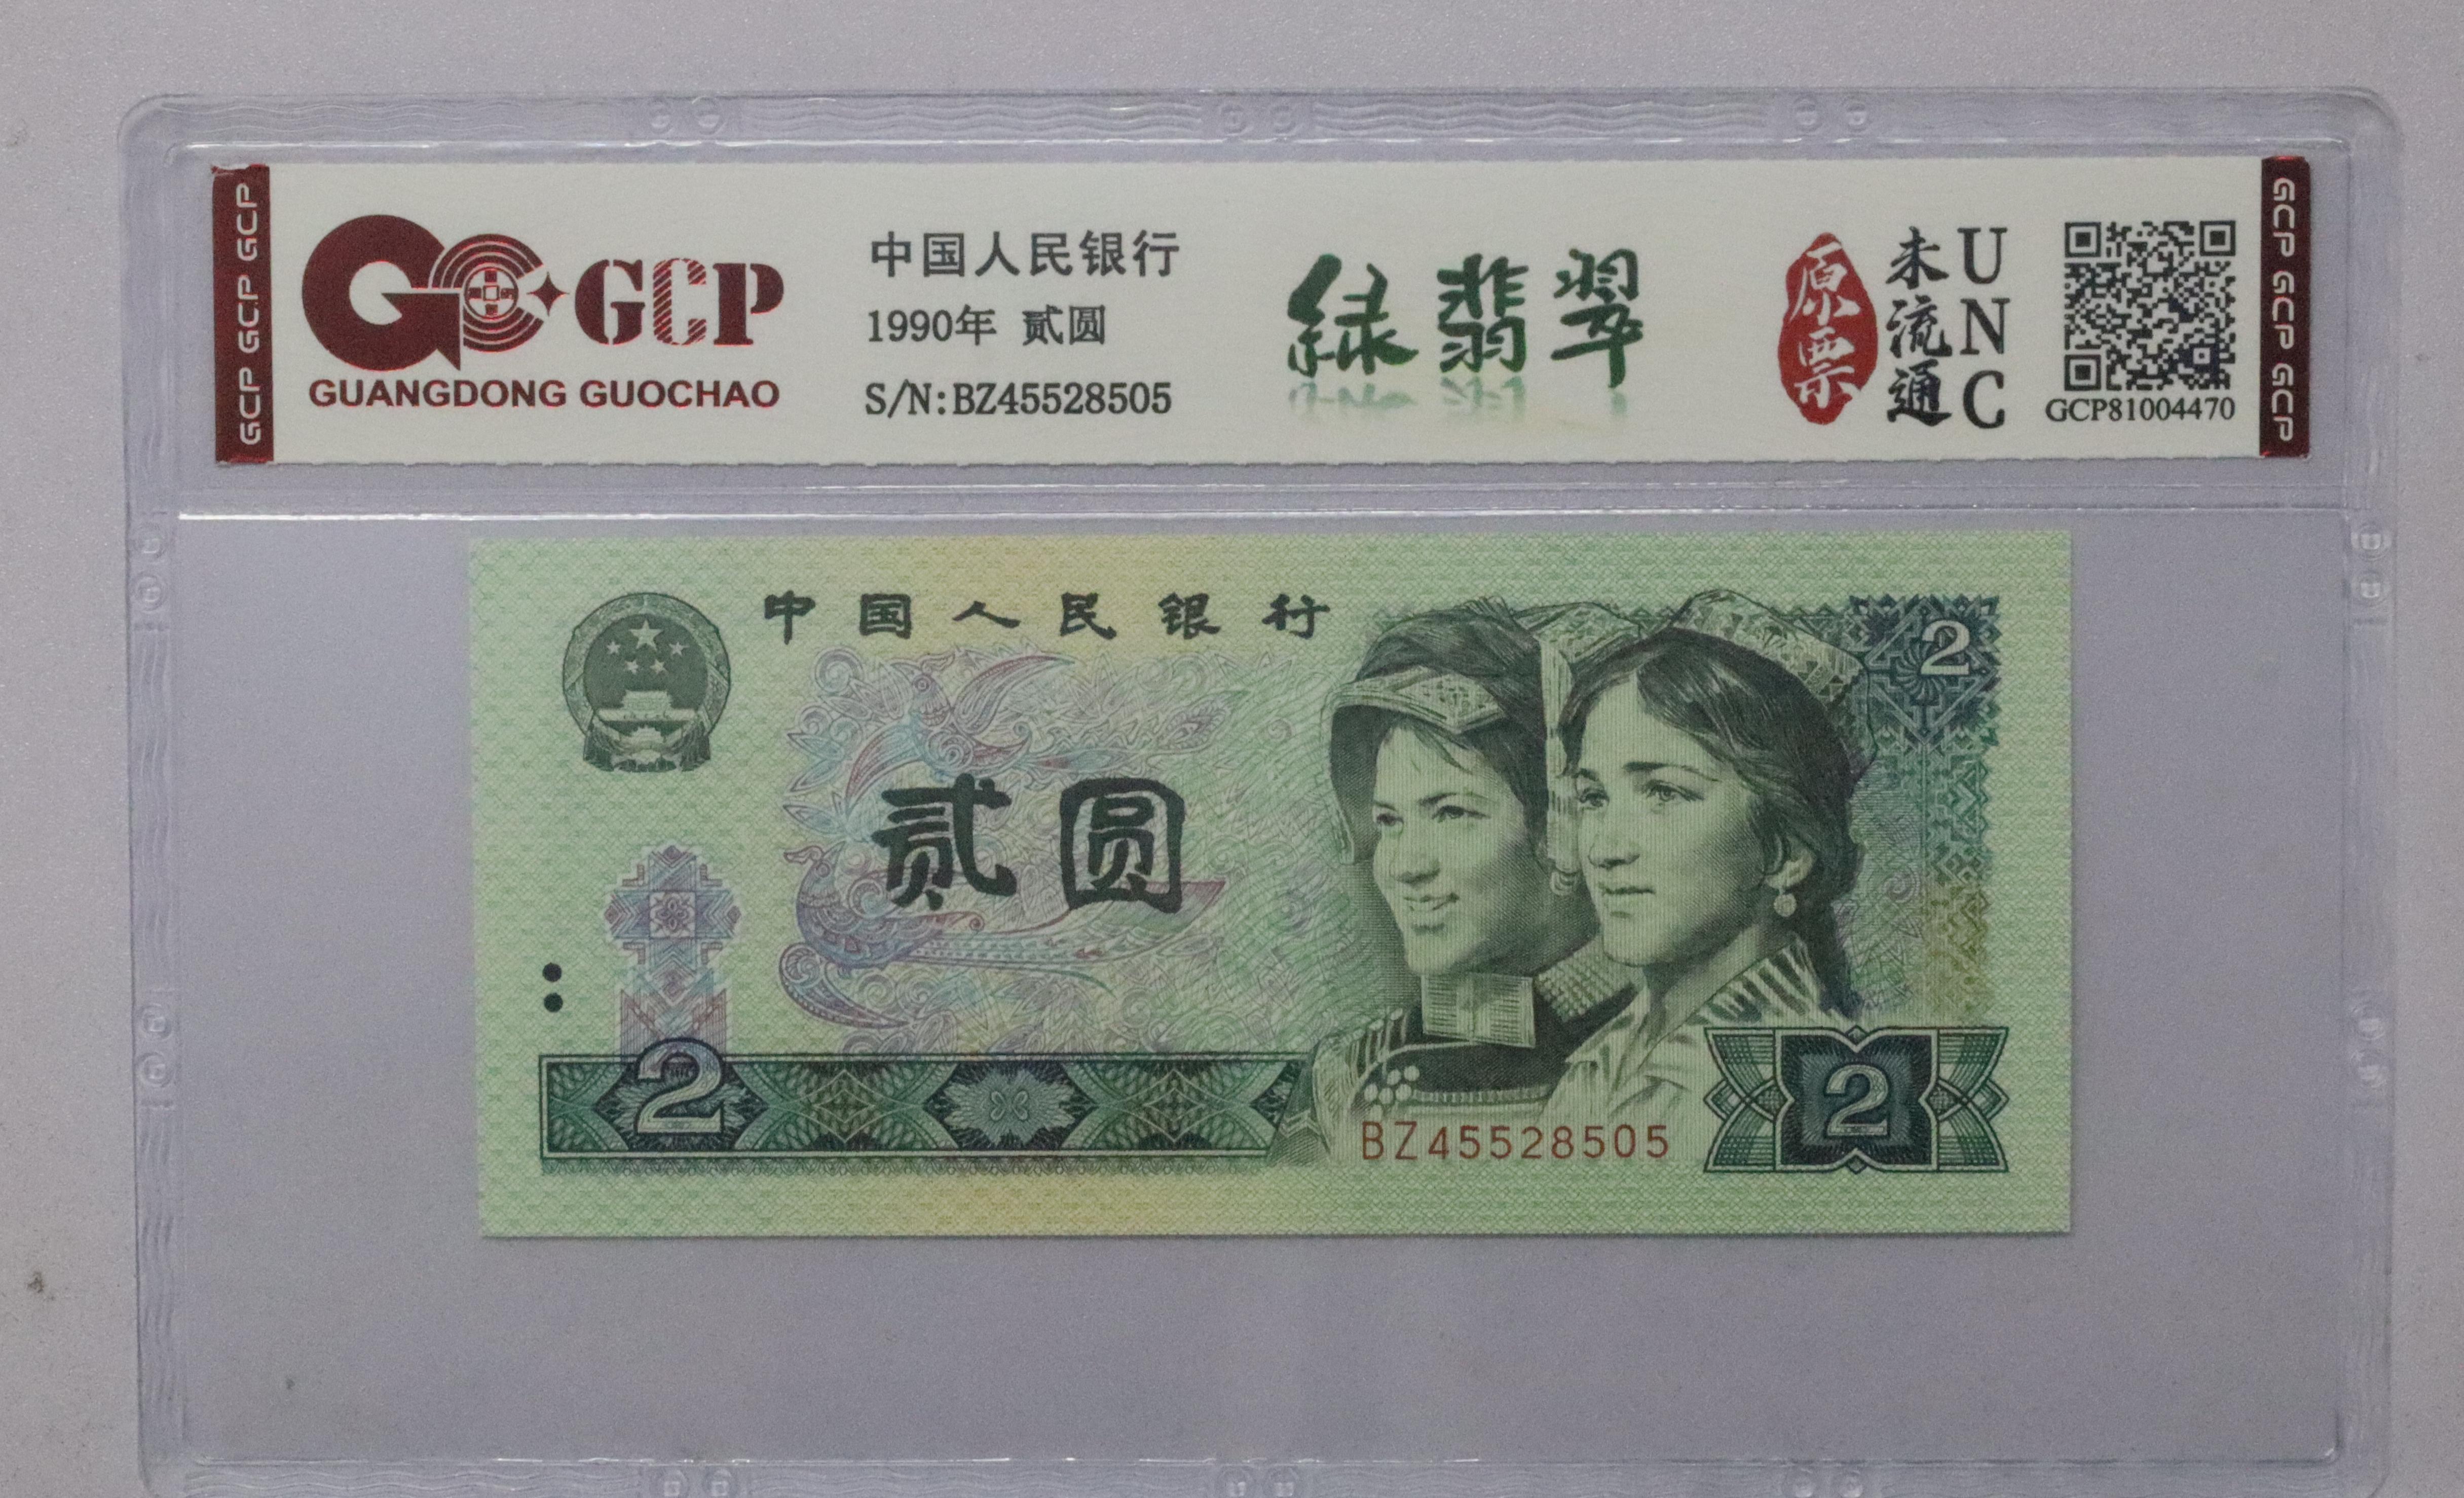 GCP GCP GCP
GCP
GUANGDONG GUOCHAO
中国人民银行
1990年 贰圆
S/N:BZ45528505
緑翡翠
原票
未流通
UNC
GCP81004470
GCP GCP GCP
中国人民银行
2
贰圆
2
BZ45528505
2